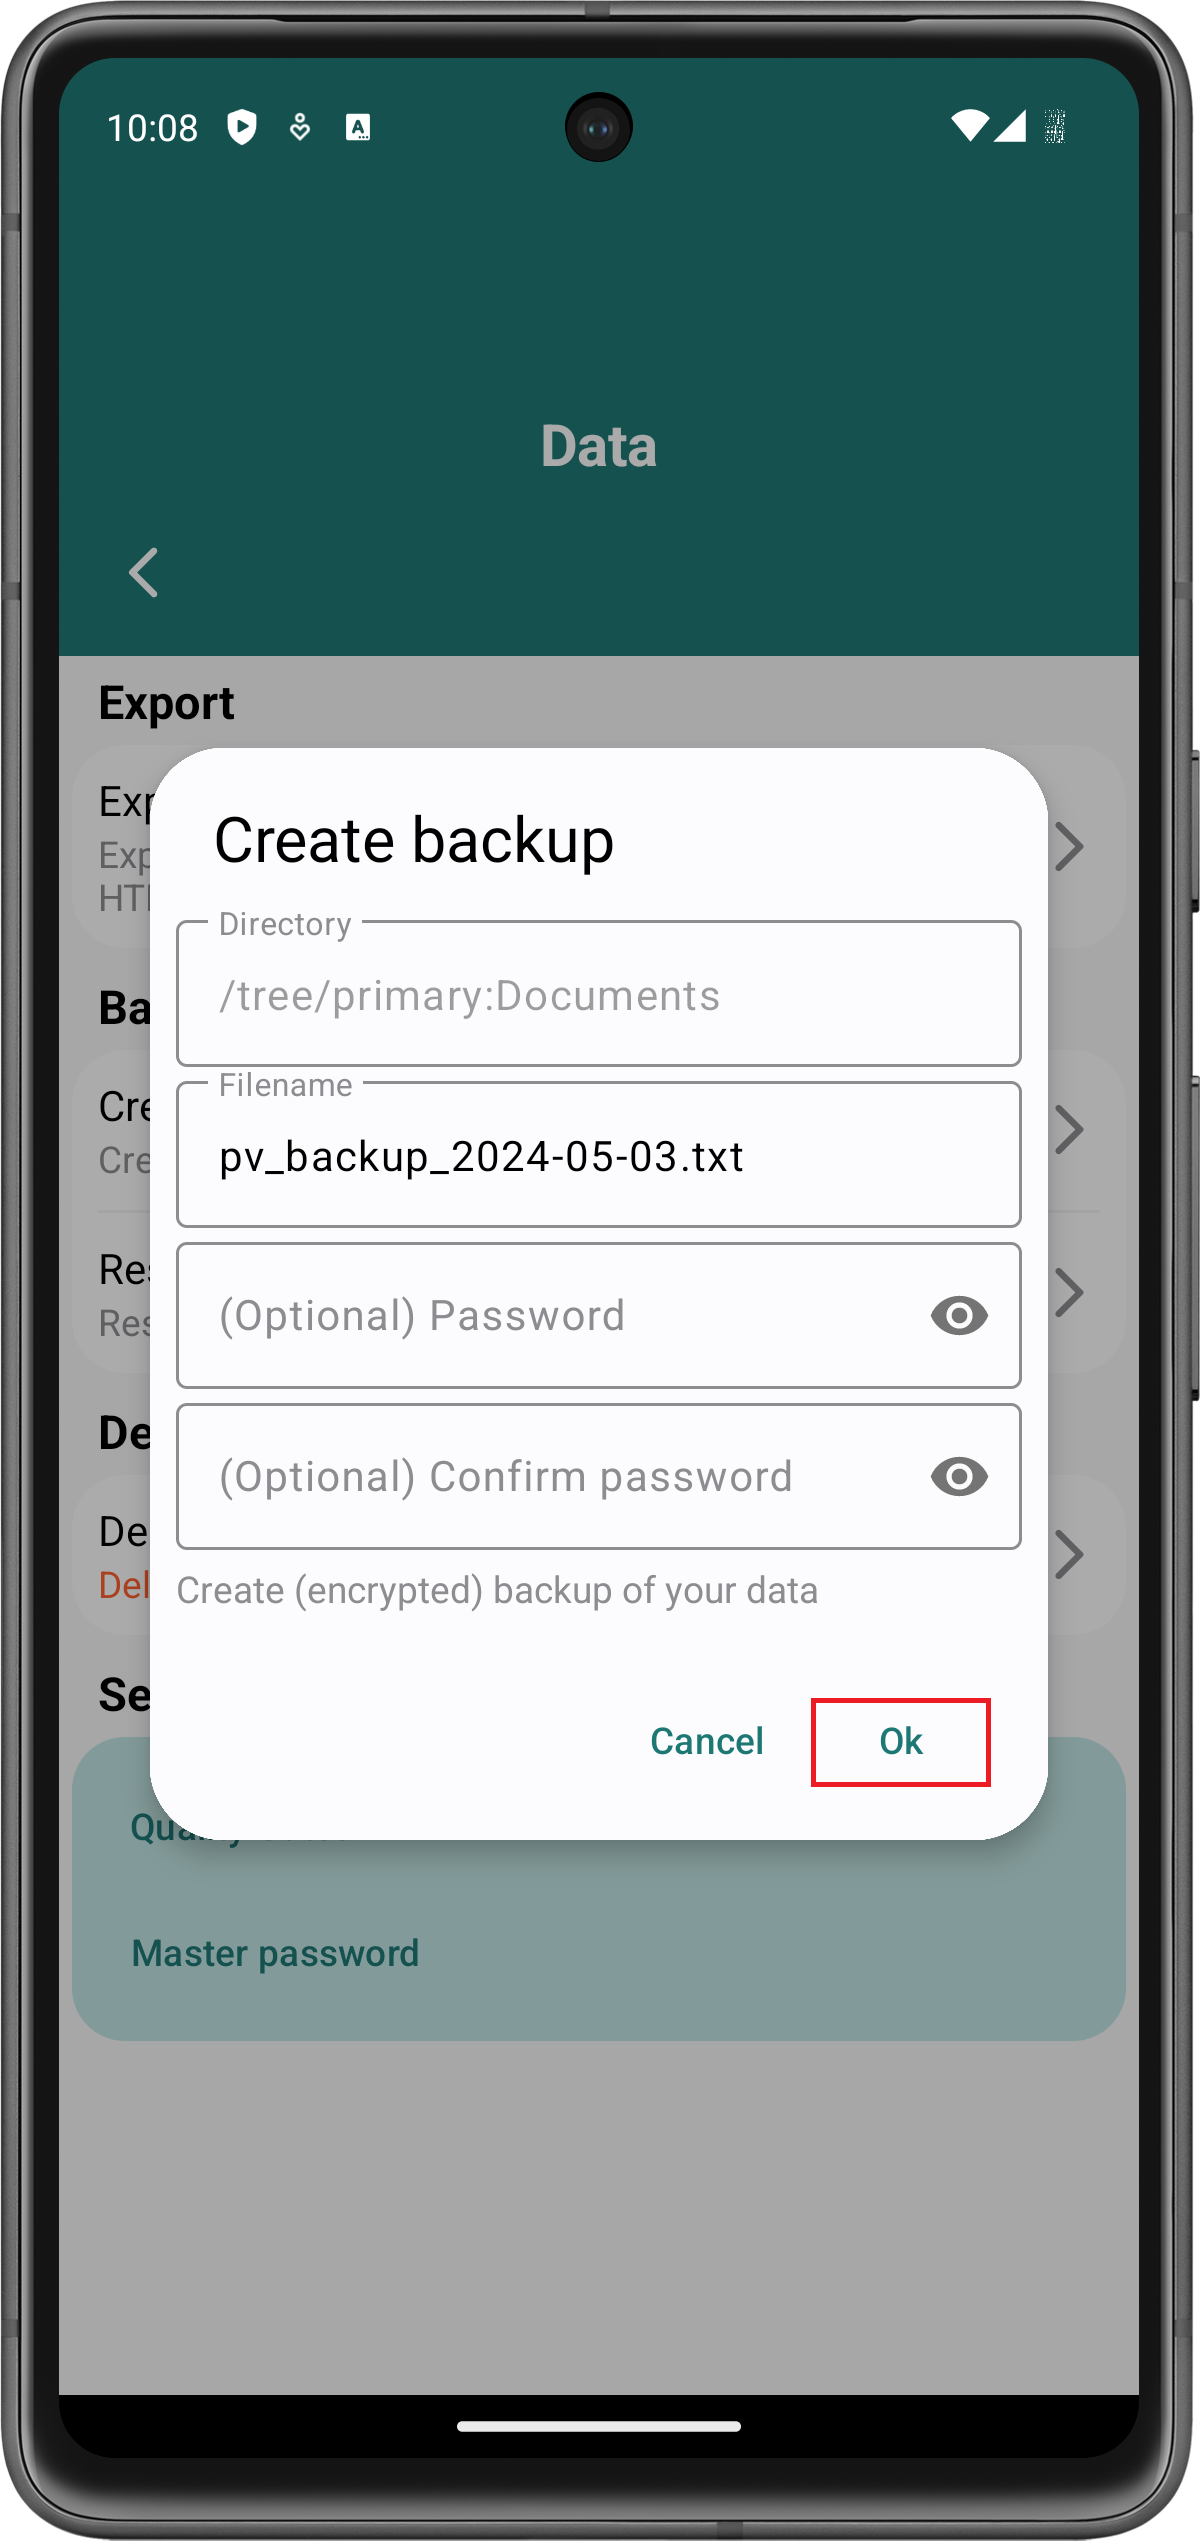 10:08
Data
Export
Exp
Exp
HTI
Create backup
Directory
/tree/primary:Documents
Ba
Filename
Cre
Cre
pv_backup_2024-05-03.txt
Res
Res
(Optional) Password
De
(Optional) Confirm password
De
Del
Create (encrypted) backup of your data
Se
Cancel
Ok
Master password